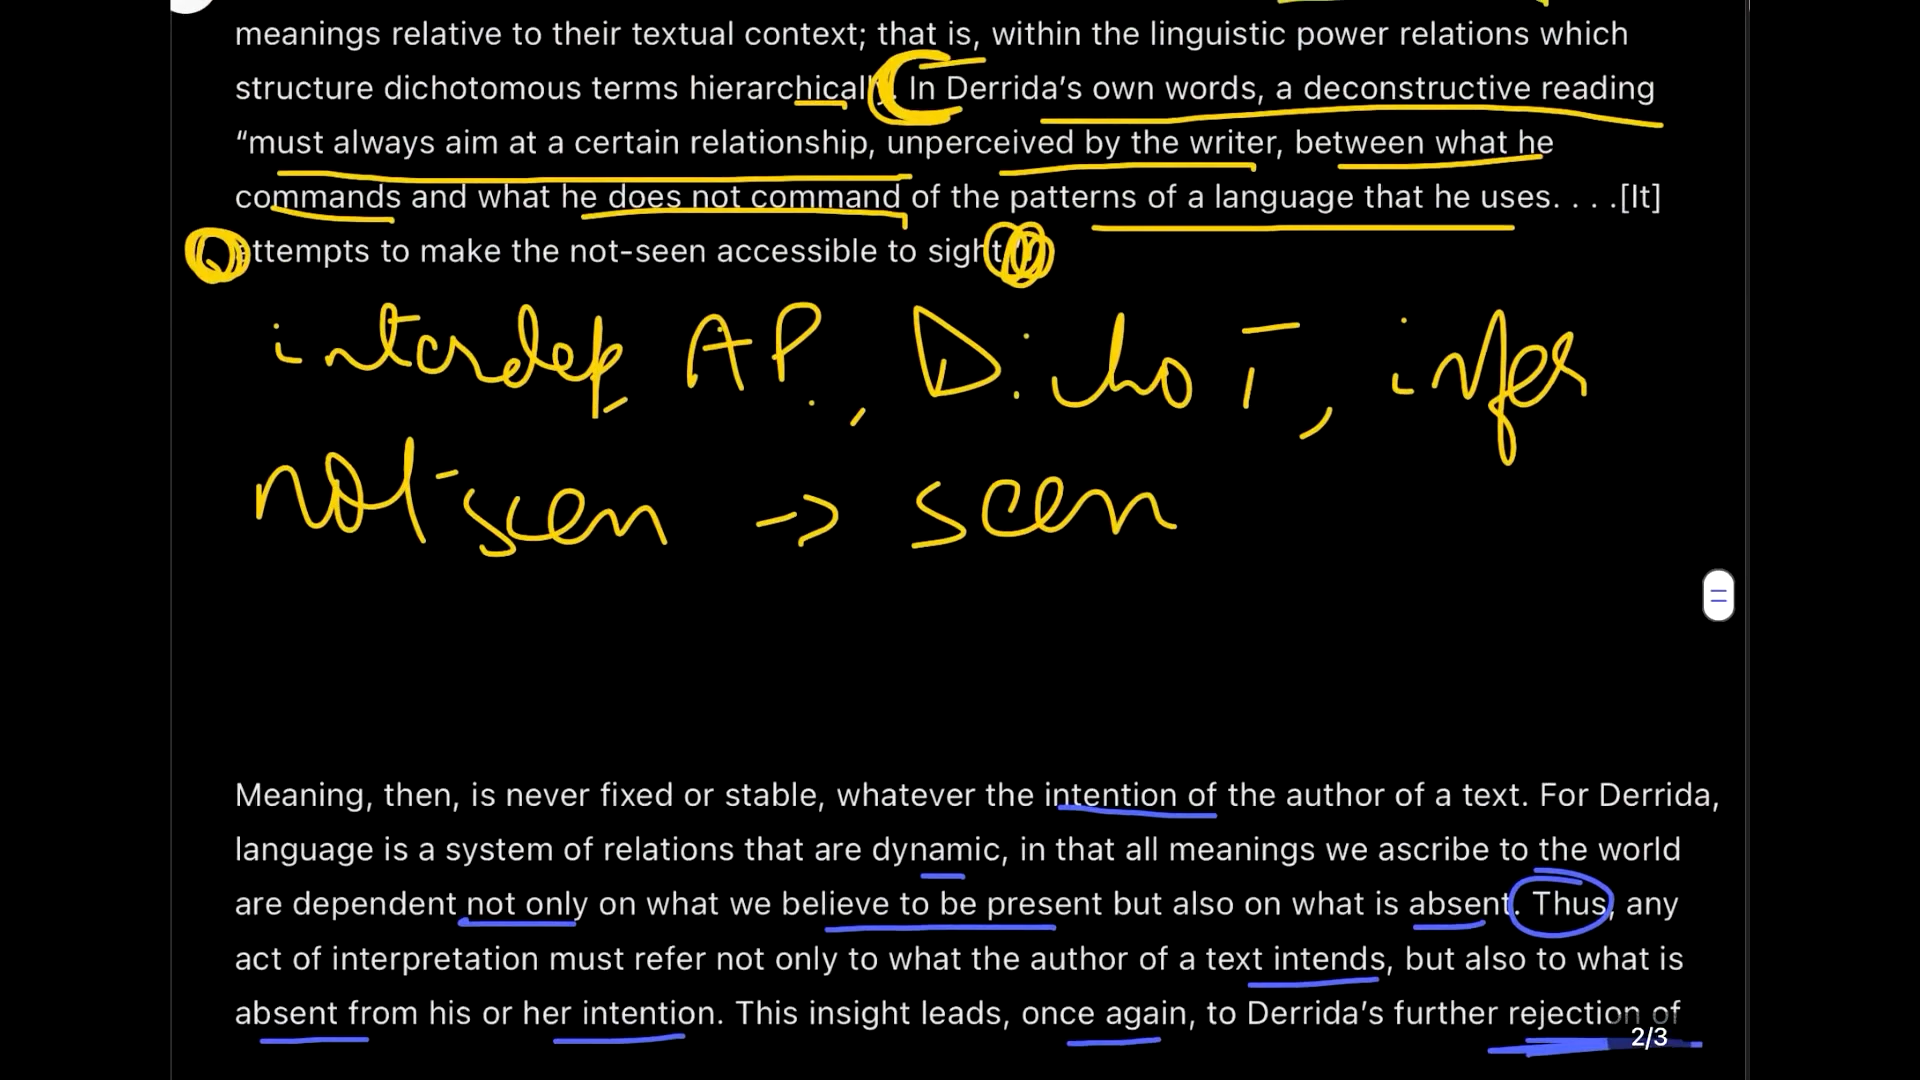 meanings relative to their textual context; that is, within the linguistic power relations which
structure dichotomous terms hierarchically. In Derrida’s own words, a deconstructive reading
“must always aim at a certain relationship, unperceived by the writer, between what he
commands and what he does not command of the patterns of a language that he uses. . . .[It]
attempts to make the not-seen accessible to sight
interdep AP., Dicho T, infer
not-seen -> seen
Meaning, then, is never fixed or stable, whatever the intention of the author of a text. For Derrida,
language is a system of relations that are dynamic, in that all meanings we ascribe to the world
are dependent not only on what we believe to be present but also on what is absent. Thus, any
act of interpretation must refer not only to what the author of a text intends, but also to what is
absent from his or her intention. This insight leads, once again, to Derrida’s further rejection of
2/3